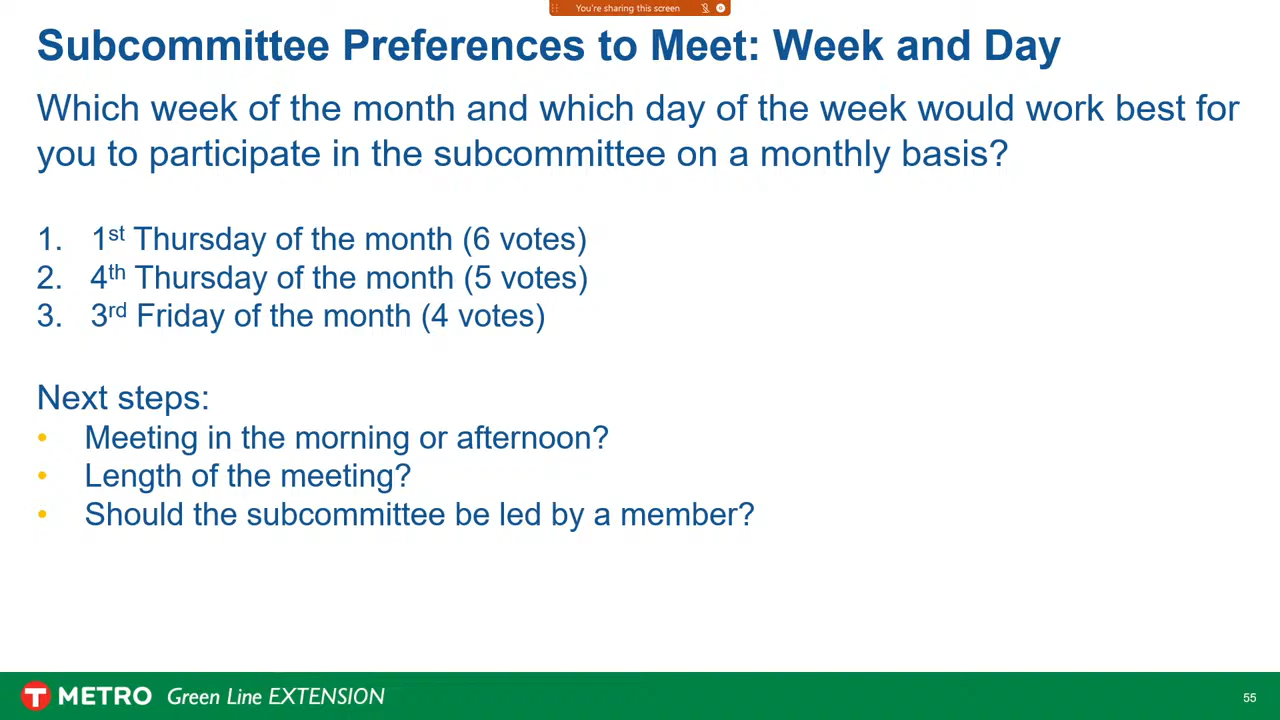 You're sharing this screen
Subcommittee Preferences to Meet: Week and Day
Which week of the month and which day of the week would work best for
you to participate in the subcommittee on a monthly basis?
1. 1st Thursday of the month (6 votes)
2. 4th Thursday of the month (5 votes)
3. 3rd Friday of the month (4 votes)
Next steps:
• Meeting in the morning or afternoon?
• Length of the meeting?
• Should the subcommittee be led by a member?
T METRO Green Line EXTENSION
55